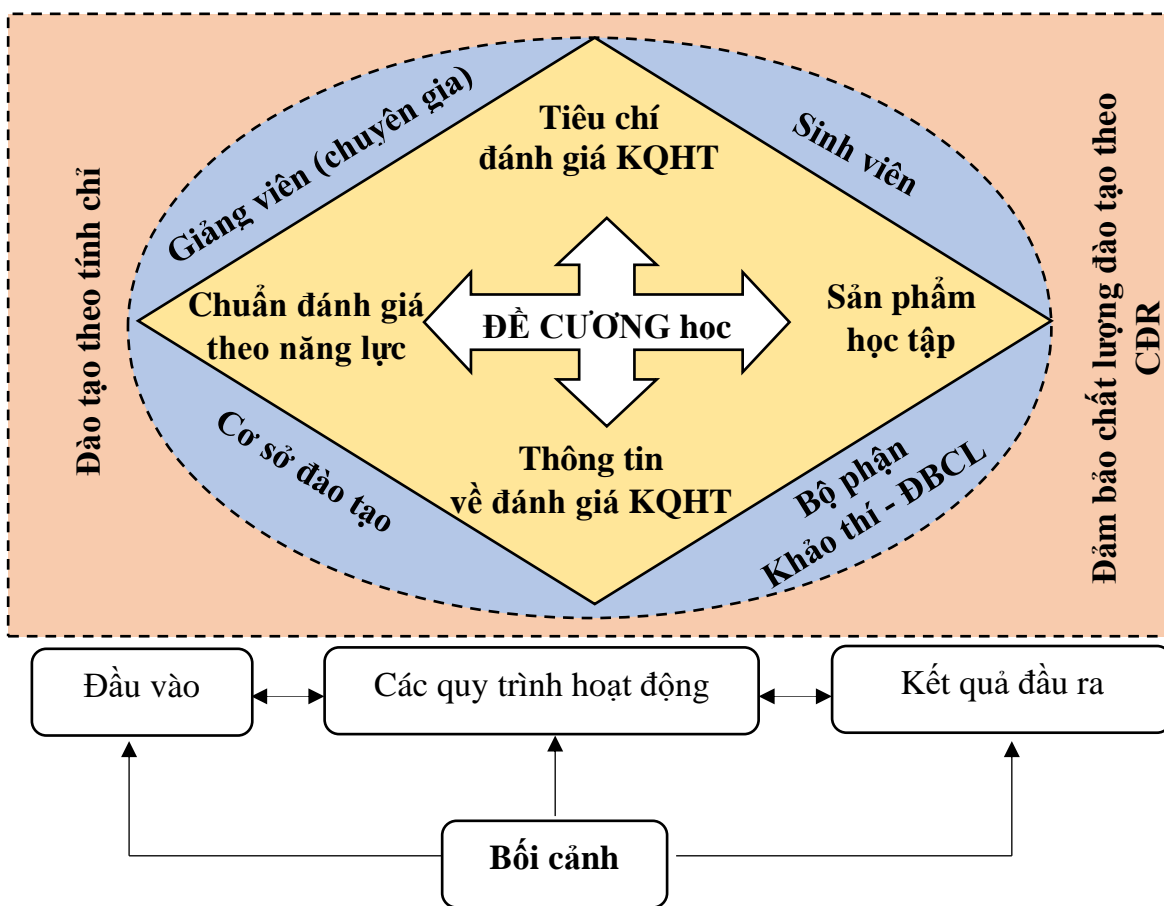 Giảng viên (chuyên gia)
Tiêu chí
đánh giá KQHT
Sinh viên
Đào tạo theo tính chỉ
Chuẩn đánh giá
theo năng lực
ĐỀ CƯƠNG hoc
Sản phẩm
học tập
Đảm bảo chất lượng đào tạo theo
CĐR
Cơ sở đào tạo
Thông tin
về đánh giá KQHT
Bộ phận
Khảo thí - ĐBCL
Đầu vào
Các quy trình hoạt động
Kết quả đầu ra
Bối cảnh